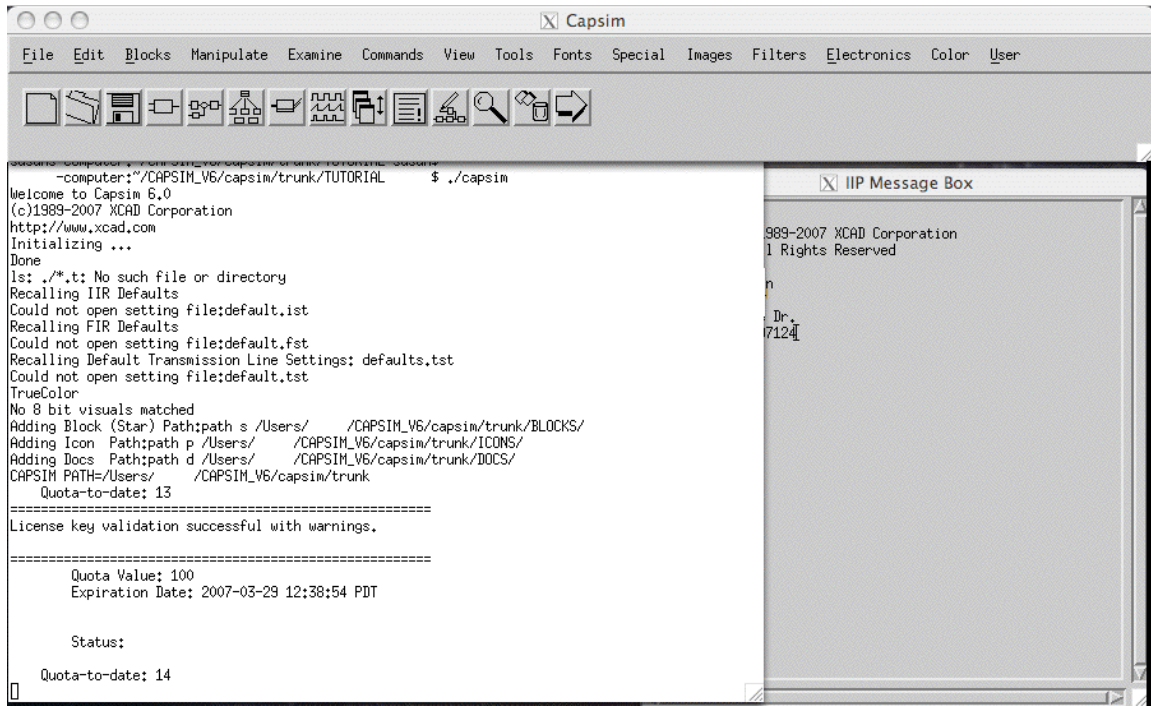 X Capsim
File Edit Blocks Manipulate Examine Commands View Tools Fonts Special Images Filters Electronics Color User
-computer:~/CAPSIM_V6/capsim/trunk/TUTORIAL $ ./capsim
Welcome to Capsim 6.0
(c)1989-2007 XCAD Corporation
http://www.xcad.com
Initializing ...
Done
ls: ./*.t: No such file or directory
Recalling IIR Defaults
Could not open setting file:default.ist
Recalling FIR Defaults
Could not open setting file:default.fst
Recalling Default Transmission Line Settings: defaults.tst
Could not open setting file:default.tst
TrueColor
No 8 bit visuals matched
Adding Block (Star) Path:path s /Users/ /CAPSIM_V6/capsim/trunk/BLOCKS/
Adding Icon Path:path p /Users/ /CAPSIM_V6/capsim/trunk/ICONS/
Adding Docs Path:path d /Users/ /CAPSIM_V6/capsim/trunk/DOCS/
CAPSIM PATH=/Users/ /CAPSIM_V6/capsim/trunk
Quota-to-date: 13
======================================================
License key validation successful with warnings.
======================================================
Quota Value: 100
Expiration Date: 2007-03-29 12:38:54 PDT
Status:
Quota-to-date: 14
X IIP Message Box
989-2007 XCAD Corporation
l Rights Reserved
n
Dr.
7124